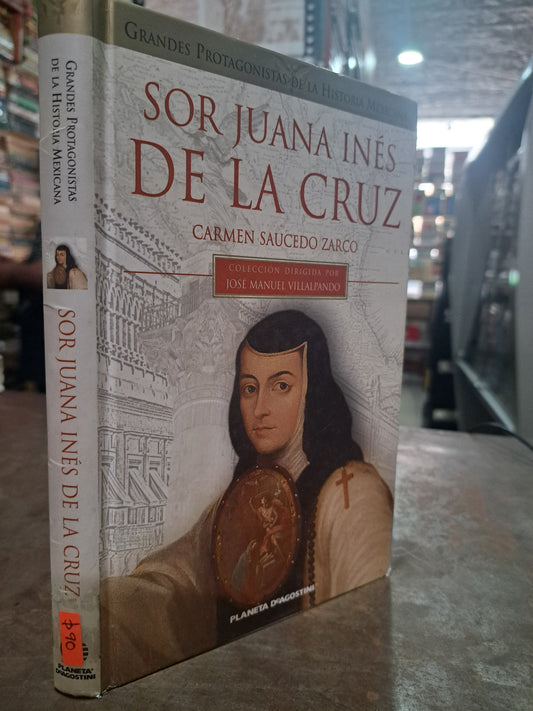 GRANDES PROTAGONISTAS DE LA HISTORIA MEXICANA
SOR JUANA INÉS
DE LA CRUZ
CARMEN SAUCEDO ZARCO
COLECCIÓN DIRIGIDA POR
JOSÉ MANUEL VILLALPANDO
PLANETA DEAGOSTINI
GRANDES PROTAGONISTAS
DE LA HISTORIA MEXICANA
SOR JUANA INÉS DE LA CRUZ
$90
PLANETA
DEAGOSTINI